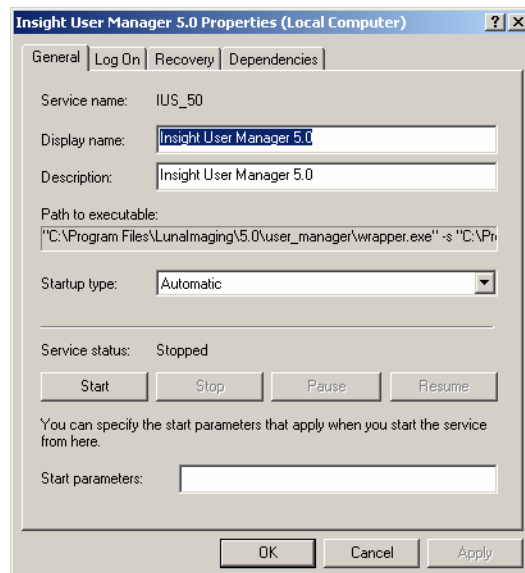 Insight User Manager 5.0 Properties (Local Computer)
General Log On Recovery Dependencies
Service name: IUS_50
Display name: Insight User Manager 5.0
Description: Insight User Manager 5.0
Path to executable:
"C:\Program Files\LunaImaging\5.0\user_manager\wrapper.exe" -s "C:\Pr
Startup type: Automatic
Service status: Stopped
Start Stop Pause Resume
You can specify the start parameters that apply when you start the service
from here.
Start parameters:
OK Cancel Apply